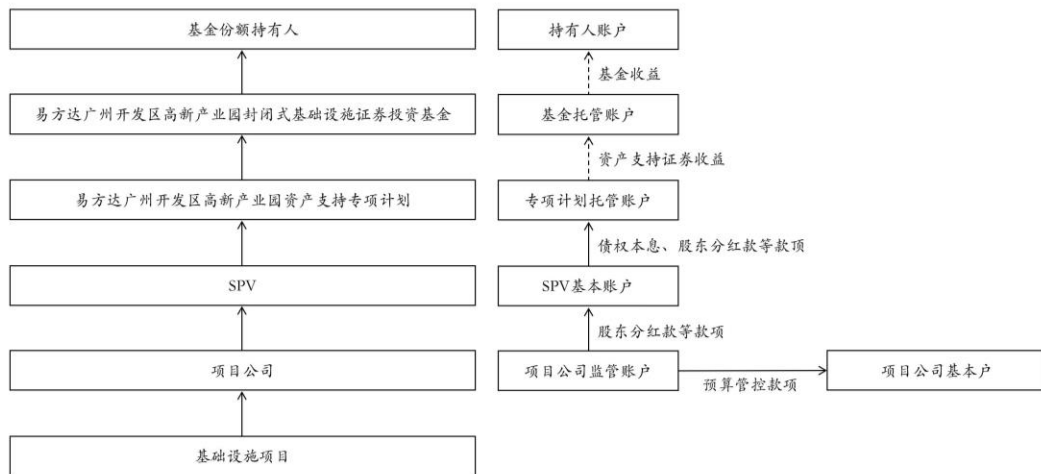 基金份额持有人
持有人账户
基金收益
易方达广州开发区高新产业园封闭式基础设施证券投资基金
基金托管账户
资产支持证券收益
易方达广州开发区高新产业园资产支持专项计划
专项计划托管账户
债权本息、股东分红款等款项
SPV
SPV基本账户
股东分红款等款项
项目公司
项目公司监管账户
预算管控款项
项目公司基本户
基础设施项目